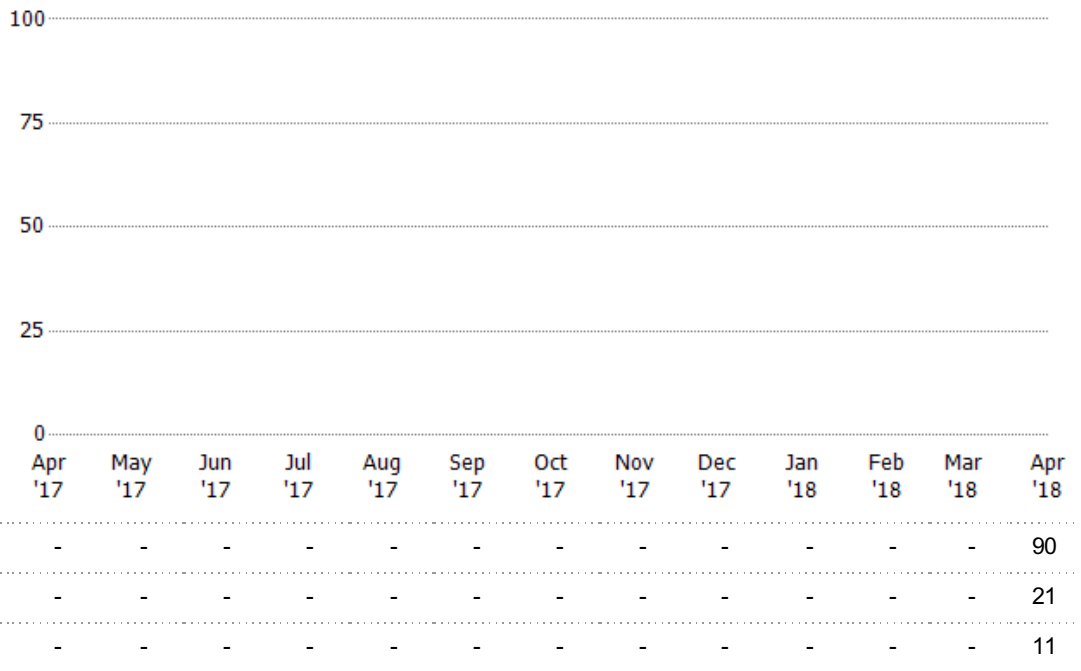 100
75
50
25
0
Apr May Jun Jul Aug Sep Oct Nov Dec Jan Feb Mar Apr
'17 '17 '17 '17 '17 '17 '17 '17 '17 '18 '18 '18 '18
- - - - - - - - - - - - 90
- - - - - - - - - - - - 21
- - - - - - - - - - - - 11